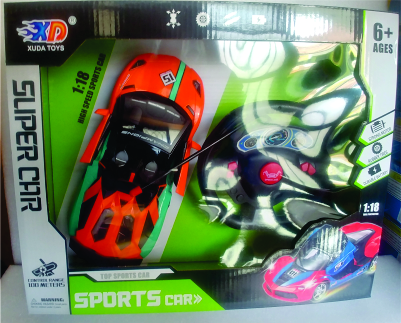 XD
XUDA TOYS
6+
AGES
1:18
HIGH SPEED SPORTS CAR
51
SUPER CAR
1:18
CONTROL RANGE
100 METERS
TOP SPORTS CAR
WARNING:
SPORTS CAR>>